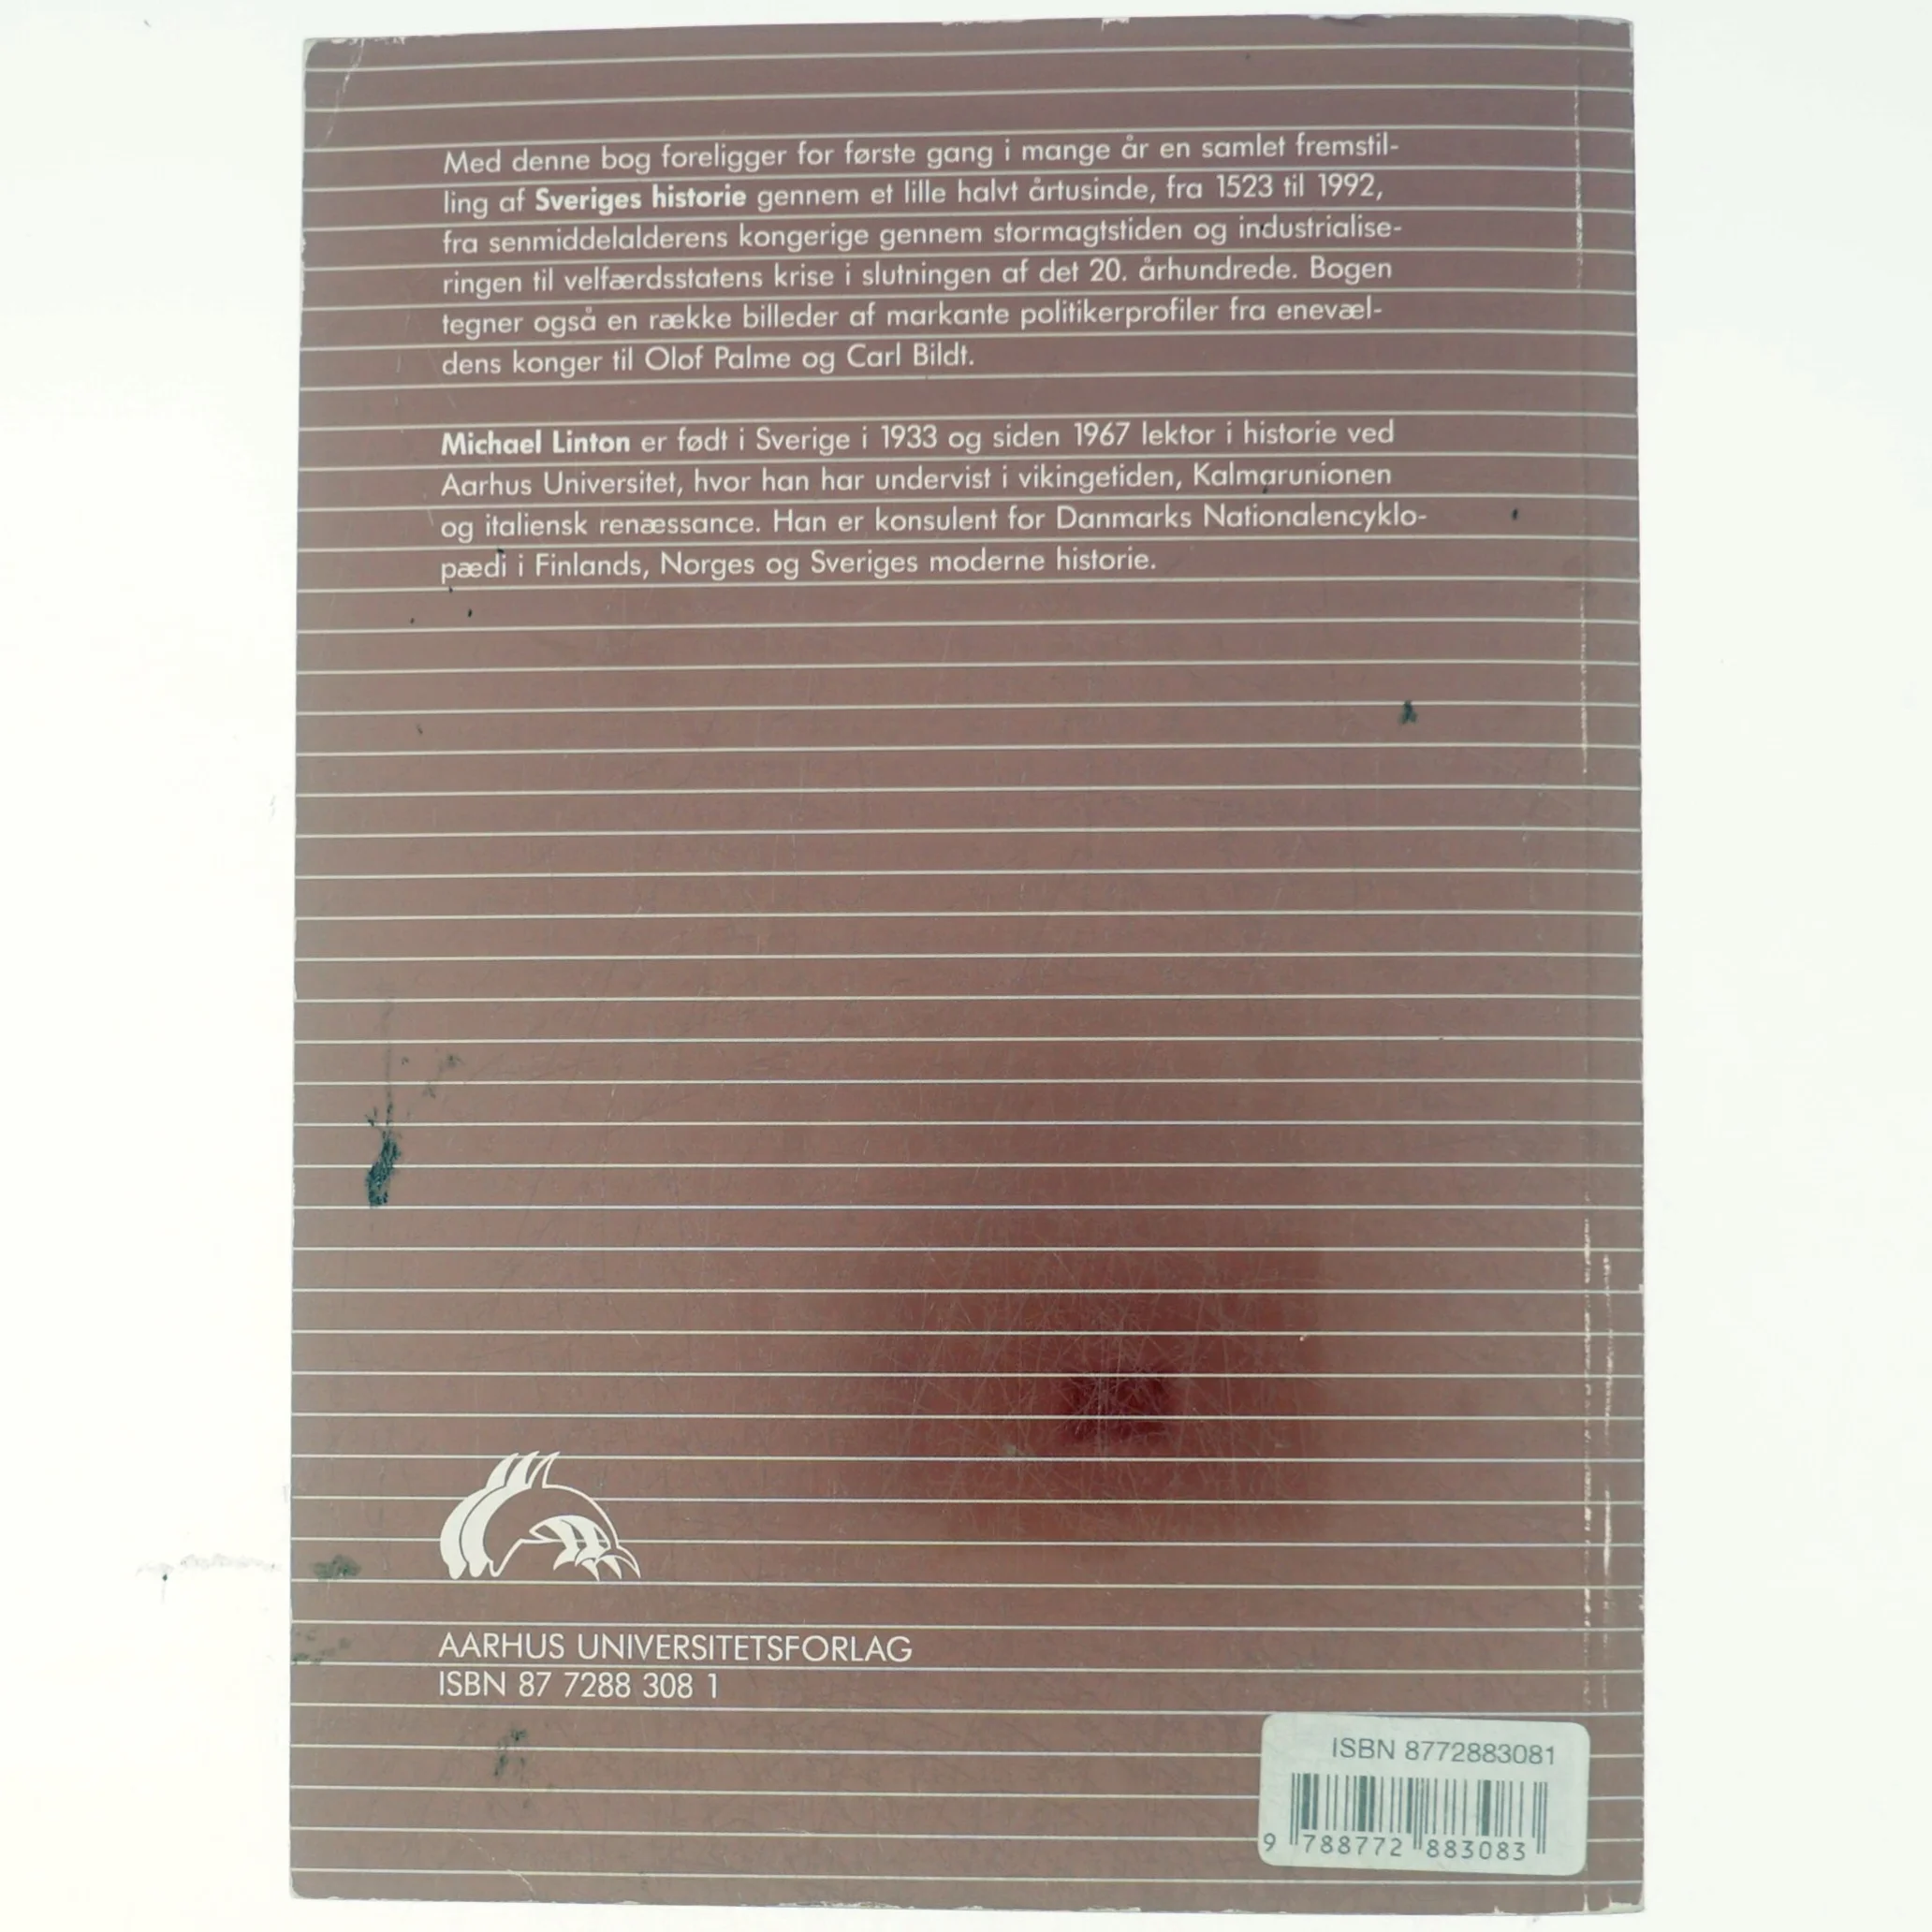 Med denne bog foreligger for første gang i mange år en samlet fremstil-
ling af Sveriges historie gennem et lille halvt årtusinde, fra 1523 til 1992,
fra senmiddelalderens kongerige gennem stormagtstiden og industrialise-
ringen til velfærdsstatens krise i slutningen af det 20. århundrede. Bogen
tegner også en række billeder af markante politikerprofiler fra enevæl-
dens konger til Olof Palme og Carl Bildt.
Michael Linton er født i Sverige i 1933 og siden 1967 lektor i historie ved
Aarhus Universitet, hvor han har undervist i vikingetiden, Kalmarunionen
og italiensk renæssance. Han er konsulent for Danmarks Nationalencyklo-
pædi i Finlands, Norges og Sveriges moderne historie.
AARHUS UNIVERSITETSFORLAG
ISBN 87 7288 308 1
ISBN 8772883081
9 788772 883083